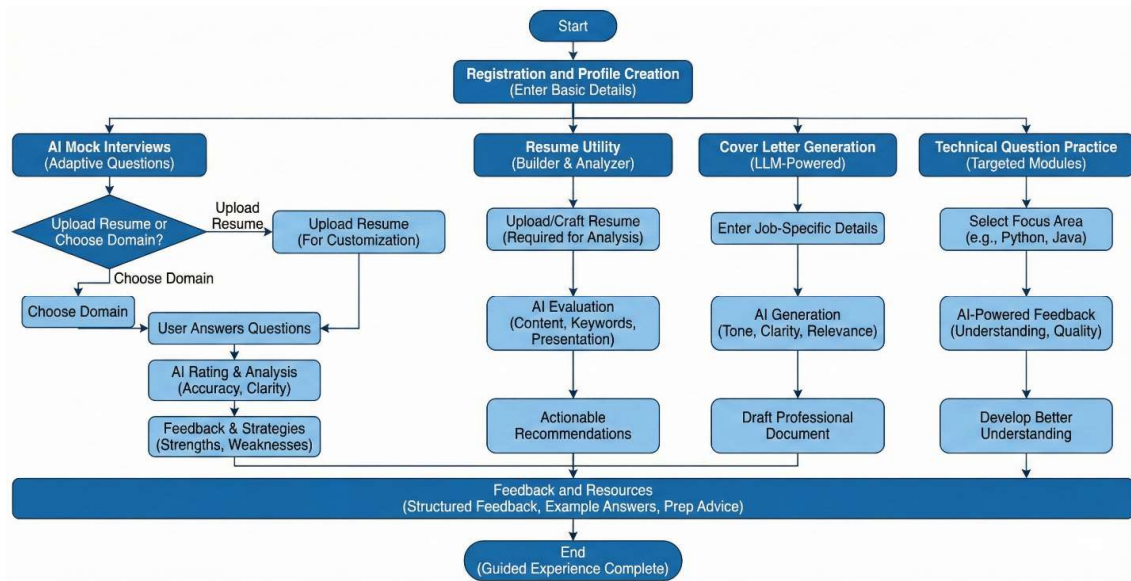 Start
Registration and Profile Creation
(Enter Basic Details)
AI Mock Interviews
(Adaptive Questions)
Resume Utility
(Builder & Analyzer)
Cover Letter Generation
(LLM-Powered)
Technical Question Practice
(Targeted Modules)
Upload Resume or
Choose Domain?
Upload
Resume
Upload Resume
(For Customization)
Upload/Craft Resume
(Required for Analysis)
Enter Job-Specific Details
Select Focus Area
(e.g., Python, Java)
Choose Domain
Choose Domain
User Answers Questions
AI Evaluation
(Content, Keywords,
Presentation)
AI Generation
(Tone, Clarity, Relevance)
AI-Powered Feedback
(Understanding, Quality)
AI Rating & Analysis
(Accuracy, Clarity)
Feedback & Strategies
(Strengths, Weaknesses)
Actionable
Recommendations
Draft Professional
Document
Develop Better
Understanding
Feedback and Resources
(Structured Feedback, Example Answers, Prep Advice)
End
(Guided Experience Complete)